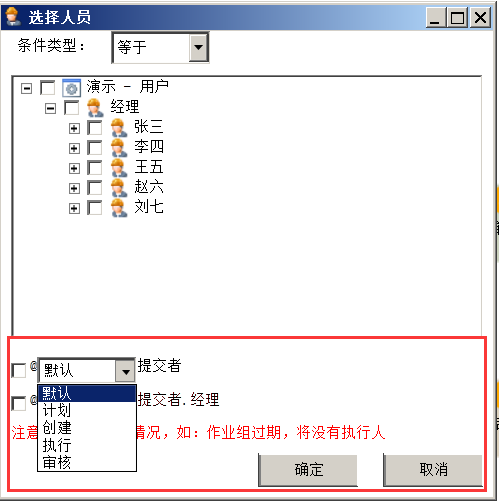 选择人员
条件类型： 等于
演示 - 用户
经理
张三
李四
王五
赵六
刘七
@ 默认 提交者
默认
@ 提交者.经理
计划
创建
注意 情况，如：作业组过期，将没有执行人
执行
审核
确定 取消